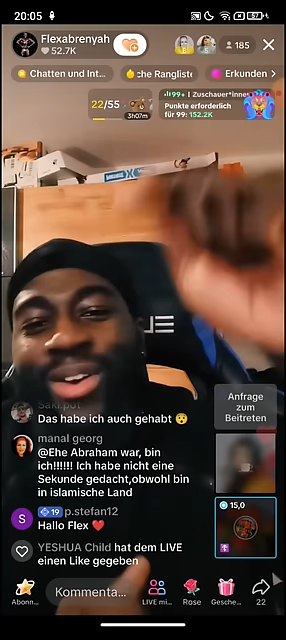 20:05
57
Flexabrenyah
52.7K
185
Chatten und Int...
che Rangliste
Erkunden
22/55
3h07m
Zuschauer*inne
Punkte erforderlich
für 99: 152.2K
Das habe ich auch gehabt 😯
manal georg
@Ehe Abraham war, bin
ich!!!!!! Ich habe nicht eine
Sekunde gedacht,obwohl bin
in islamische Land
S
19 p.stefan12
Hallo Flex ❤️
YESHUA Child hat dem LIVE
einen Like gegeben
Anfrage
zum
Beitreten
15,0
Abonn...
Kommenta...
LIVE mi...
Rose
Gesche...
22